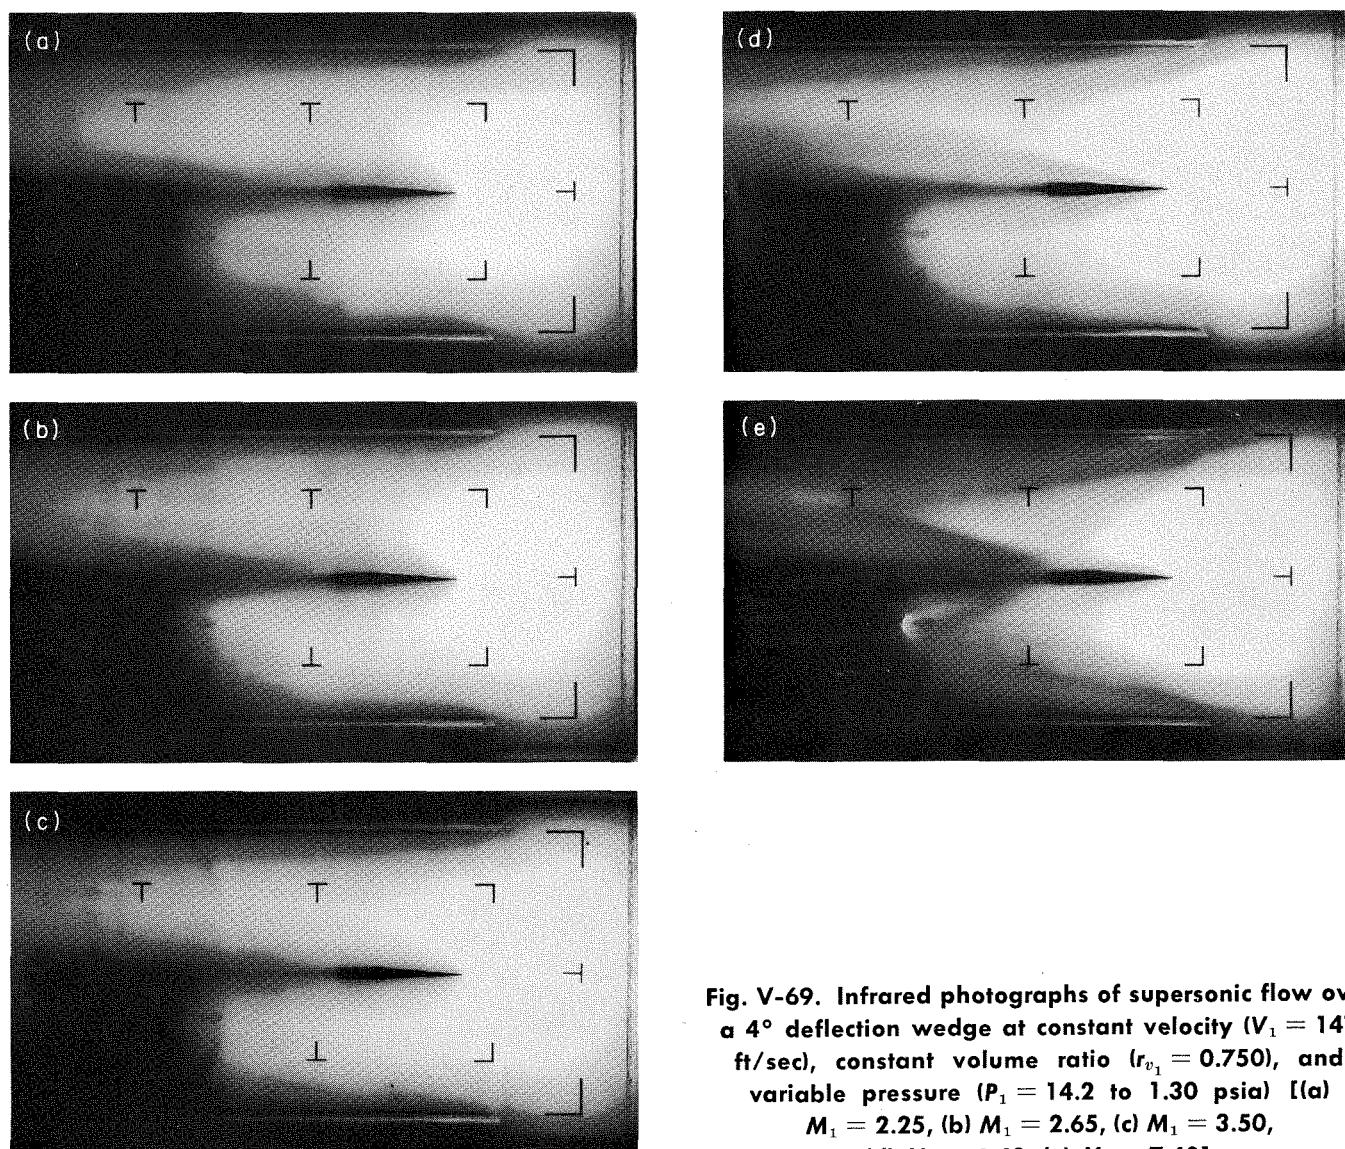 (a)
(d)
(b)
(e)
(c)
Fig. V-69. Infrared photographs of supersonic flow
a 4° deflection wedge at constant velocity (V₁ =
ft/sec), constant volume ratio (r_v₁ = 0.750), and
variable pressure (P₁ = 14.2 to 1.30 psia) [(a)
M₁ = 2.25, (b) M₁ = 2.65, (c) M₁ = 3.50,